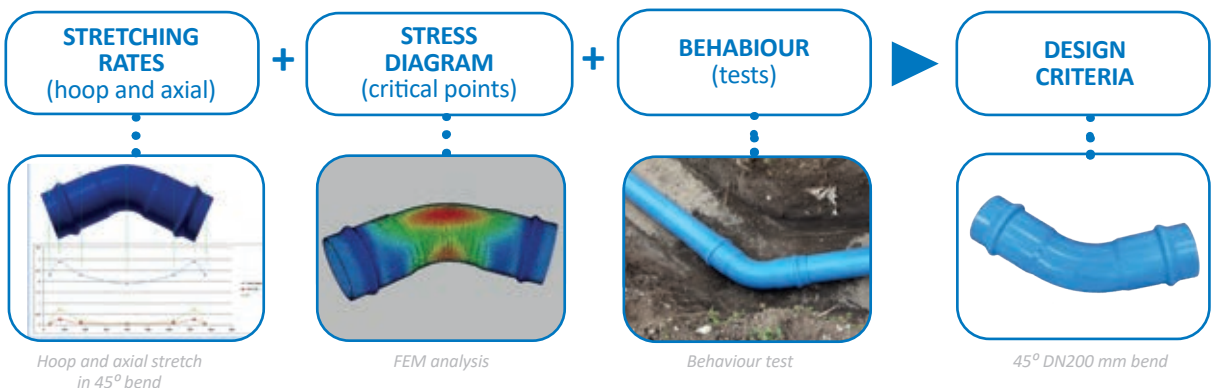 STRETCHING
RATES
(hoop and axial)
+
STRESS
DIAGRAM
(critical points)
+
BEHABIOUR
(tests)
DESIGN
CRITERIA
Hoop and axial stretch
in 45º bend
FEM analysis
Behaviour test
45º DN200 mm bend